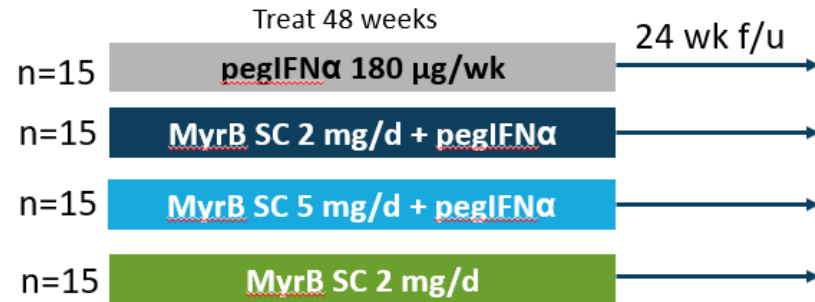 Treat 48 weeks
24 wk f/u
n=15 pegIFNα 180 µg/wk
n=15 MyrB SC 2 mg/d + pegIFNα
n=15 MyrB SC 5 mg/d + pegIFNα
n=15 MyrB SC 2 mg/d